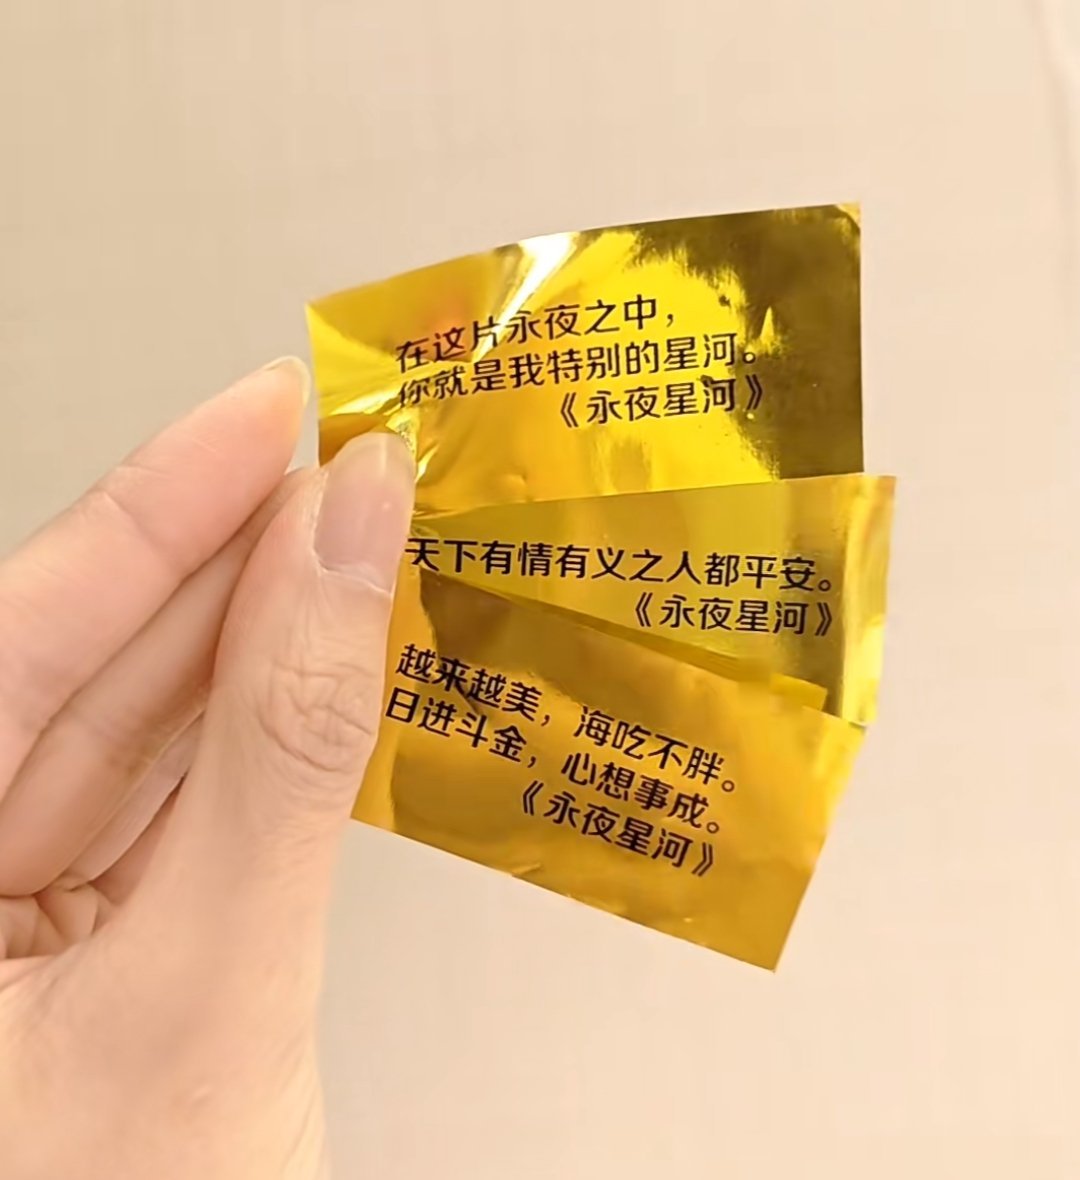 在这片永夜之中，
你就是我特别的星河。
《永夜星河》
天下有情有义之人都平安。
《永夜星河》
越来越美，海吃不胖。
日进斗金，心想事成。
《永夜星河》